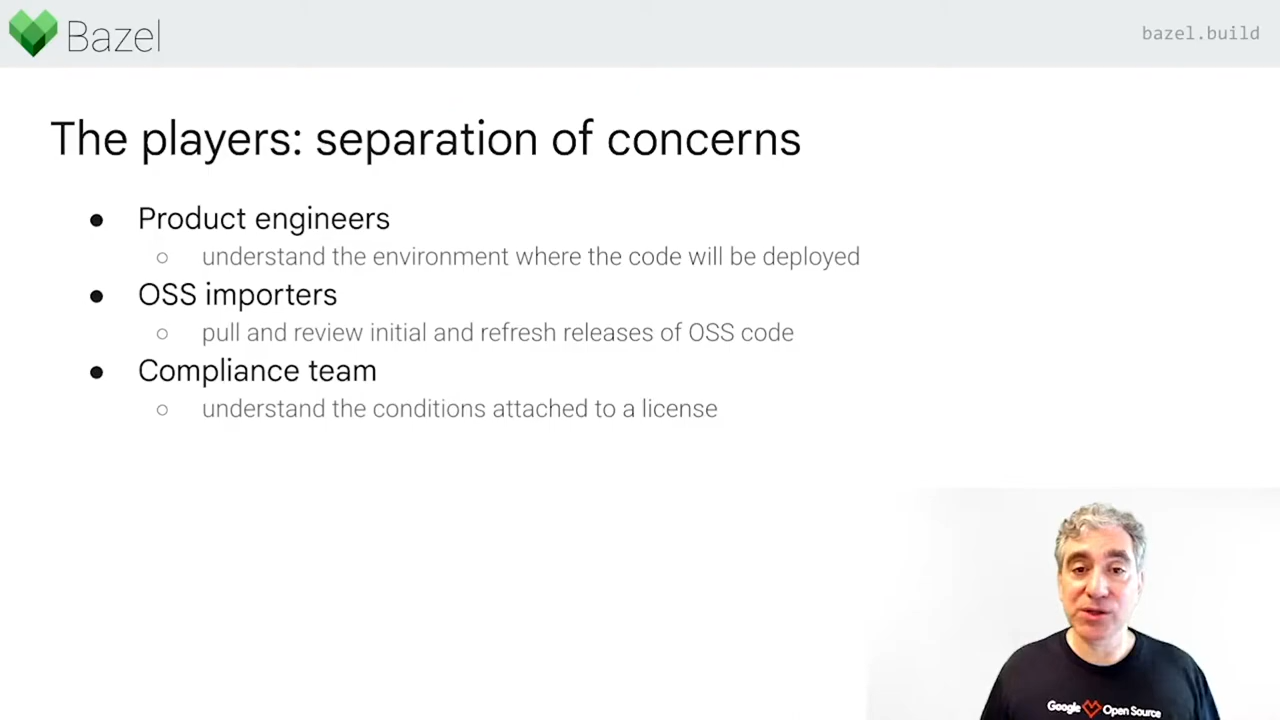 Bazel
bazel.build
The players: separation of concerns
● Product engineers
○ understand the environment where the code will be deployed
● OSS importers
○ pull and review initial and refresh releases of OSS code
● Compliance team
○ understand the conditions attached to a license
Google Open Source